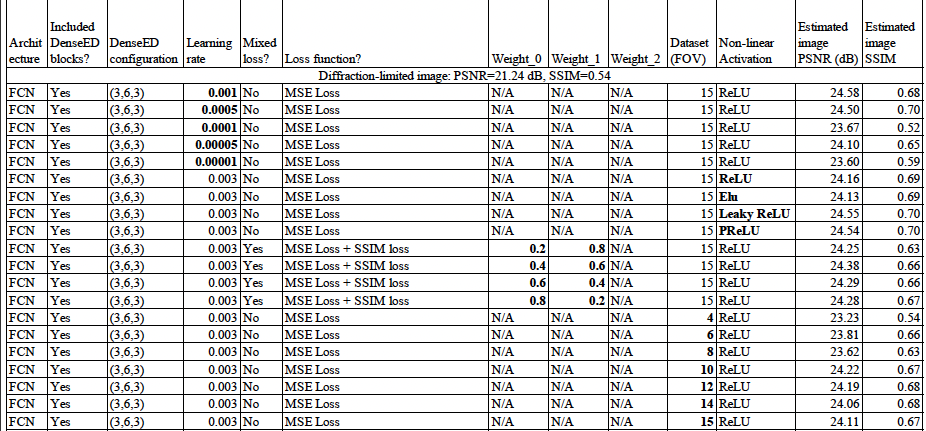 Archit ecture | Included DenseED blocks? | DenseED configuration | Learning rate | Mixed loss? | Loss function? | Weight_0 | Weight_1 | Weight_2 | Dataset (FOV) | Non-linear Activation | Estimated image PSNR (dB) | Estimated image SSIM
Diffraction-limited image: PSNR=21.24 dB, SSIM=0.54
FCN Yes (3,6,3) 0.001 No MSE Loss N/A N/A N/A 15 ReLU 24.58 0.68
FCN Yes (3,6,3) 0.0005 No MSE Loss N/A N/A N/A 15 ReLU 24.50 0.70
FCN Yes (3,6,3) 0.0001 No MSE Loss N/A N/A N/A 15 ReLU 23.67 0.52
FCN Yes (3,6,3) 0.00005 No MSE Loss N/A N/A N/A 15 ReLU 24.10 0.65
FCN Yes (3,6,3) 0.00001 No MSE Loss N/A N/A N/A 15 ReLU 23.60 0.59
FCN Yes (3,6,3) 0.003 No MSE Loss N/A N/A N/A 15 ReLU 24.16 0.69
FCN Yes (3,6,3) 0.003 No MSE Loss N/A N/A N/A 15 Elu 24.13 0.69
FCN Yes (3,6,3) 0.003 No MSE Loss N/A N/A N/A 15 Leaky ReLU 24.55 0.70
FCN Yes (3,6,3) 0.003 No MSE Loss N/A N/A N/A 15 PReLU 24.54 0.70
FCN Yes (3,6,3) 0.003 Yes MSE Loss + SSIM loss 0.2 0.8 N/A 15 ReLU 24.25 0.63
FCN Yes (3,6,3) 0.003 Yes MSE Loss + SSIM loss 0.4 0.6 N/A 15 ReLU 24.38 0.66
FCN Yes (3,6,3) 0.003 Yes MSE Loss + SSIM loss 0.6 0.4 N/A 15 ReLU 24.29 0.66
FCN Yes (3,6,3) 0.003 Yes MSE Loss + SSIM loss 0.8 0.2 N/A 15 ReLU 24.28 0.67
FCN Yes (3,6,3) 0.003 No MSE Loss N/A N/A N/A 4 ReLU 23.23 0.54
FCN Yes (3,6,3) 0.003 No MSE Loss N/A N/A N/A 6 ReLU 23.81 0.66
FCN Yes (3,6,3) 0.003 No MSE Loss N/A N/A N/A 8 ReLU 23.62 0.63
FCN Yes (3,6,3) 0.003 No MSE Loss N/A N/A N/A 10 ReLU 24.22 0.67
FCN Yes (3,6,3) 0.003 No MSE Loss N/A N/A N/A 12 ReLU 24.19 0.68
FCN Yes (3,6,3) 0.003 No MSE Loss N/A N/A N/A 14 ReLU 24.06 0.68
FCN Yes (3,6,3) 0.003 No MSE Loss N/A N/A N/A 15 ReLU 24.11 0.67